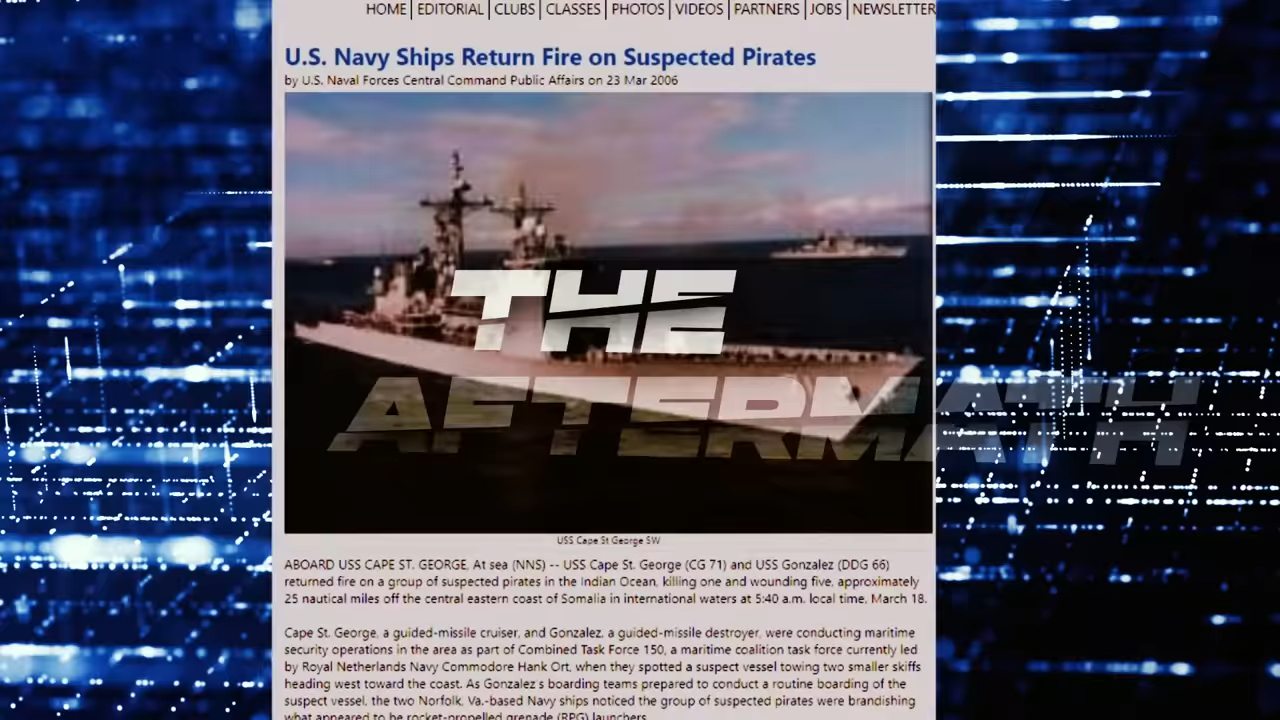 HOME | EDITORIAL | CLUBS | CLASSES | PHOTOS | VIDEOS | PARTNERS | JOBS | NEWSLETTER
U.S. Navy Ships Return Fire on Suspected Pirates
by U.S. Naval Forces Central Command Public Affairs on 23 Mar 2006
THE
AFTERMATH
USS Cape St George SW
ABOARD USS CAPE ST. GEORGE, At sea (NNS) -- USS Cape St. George (CG 71) and USS Gonzalez (DDG 66)
returned fire on a group of suspected pirates in the Indian Ocean, killing one and wounding five, approximately
25 nautical miles off the central eastern coast of Somalia in international waters at 5:40 a.m. local time, March 18.
Cape St. George, a guided-missile cruiser, and Gonzalez, a guided-missile destroyer, were conducting maritime
security operations in the area as part of Combined Task Force 150, a maritime coalition task force currently led
by Royal Netherlands Navy Commodore Hank Ort, when they spotted a suspect vessel towing two smaller skiffs
heading west toward the coast. As Gonzalez s boarding teams prepared to conduct a routine boarding of the
suspect vessel, the two Norfolk, Va.-based Navy ships noticed the group of suspected pirates were brandishing
what appeared to be rocket-propelled grenade (RPG) launchers.